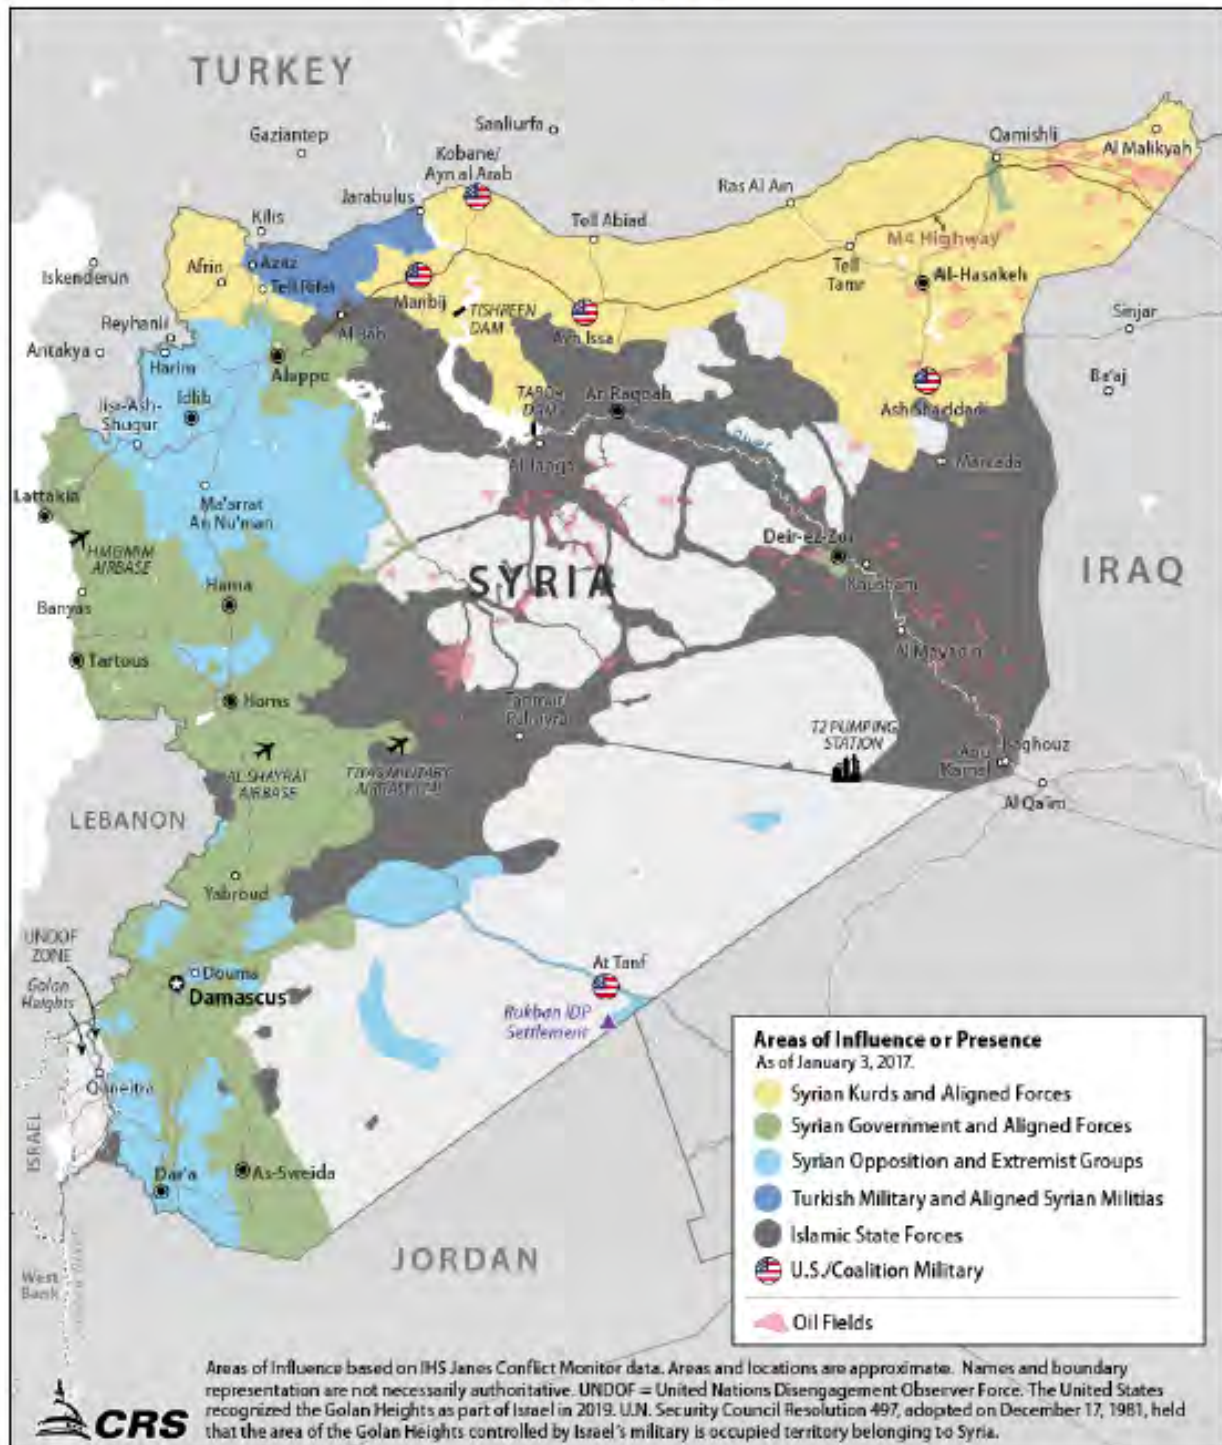 TURKEY
Gaziantep
Sanliurfa
Kobane/
Ayn al Arab
Qamishli
Al Malikyah
Jarabulus
Ras Al Ain
Kilis
Tell Abiad
M4 Highway
Iskenderun
Afrin
Azaz
Tell Rifat
Tell
Tamr
Al-Hasakeh
Manbij
TISHREEN
DAM
Ayn Issa
Sinjar
Reyhanli
Al Bab
Antakya
Harim
Aleppo
Ba'aj
Idlib
Jisr-Ash-
Shugur
DAM
Ar-Raqqah
Ash Shaddadi
Markada
Lattakia
Ma'arrat
An Nu'man
HMEIMIM
AIRBASE
Deir-ez-Zor
SYRIA
IRAQ
Hama
Banyas
Tartous
Homs
T2 PUMPING
STATION
AL SHAYRAT
AIRBASE
Abu
Kamal
Baghouz
Al Qa'im
LEBANON
Yabroud
UNDOF
ZONE
Golan
Heights
Douma
Damascus
At Tanf
Rukban IDP
Settlement
Quneitra
ISRAEL
Dar'a
As-Sweida
JORDAN
West
Bank
Areas of Influence or Presence
As of January 3, 2017.
Syrian Kurds and Aligned Forces
Syrian Government and Aligned Forces
Syrian Opposition and Extremist Groups
Turkish Military and Aligned Syrian Militias
Islamic State Forces
U.S./Coalition Military
Oil Fields
Areas of Influence based on IHS Janes Conflict Monitor data. Areas and locations are approximate. Names and boundary
representation are not necessarily authoritative. UNDOF = United Nations Disengagement Observer Force. The United States
recognized the Golan Heights as part of Israel in 2019. U.N. Security Council Resolution 497, adopted on December 17, 1981, held
that the area of the Golan Heights controlled by Israel's military is occupied territory belonging to Syria.
CRS